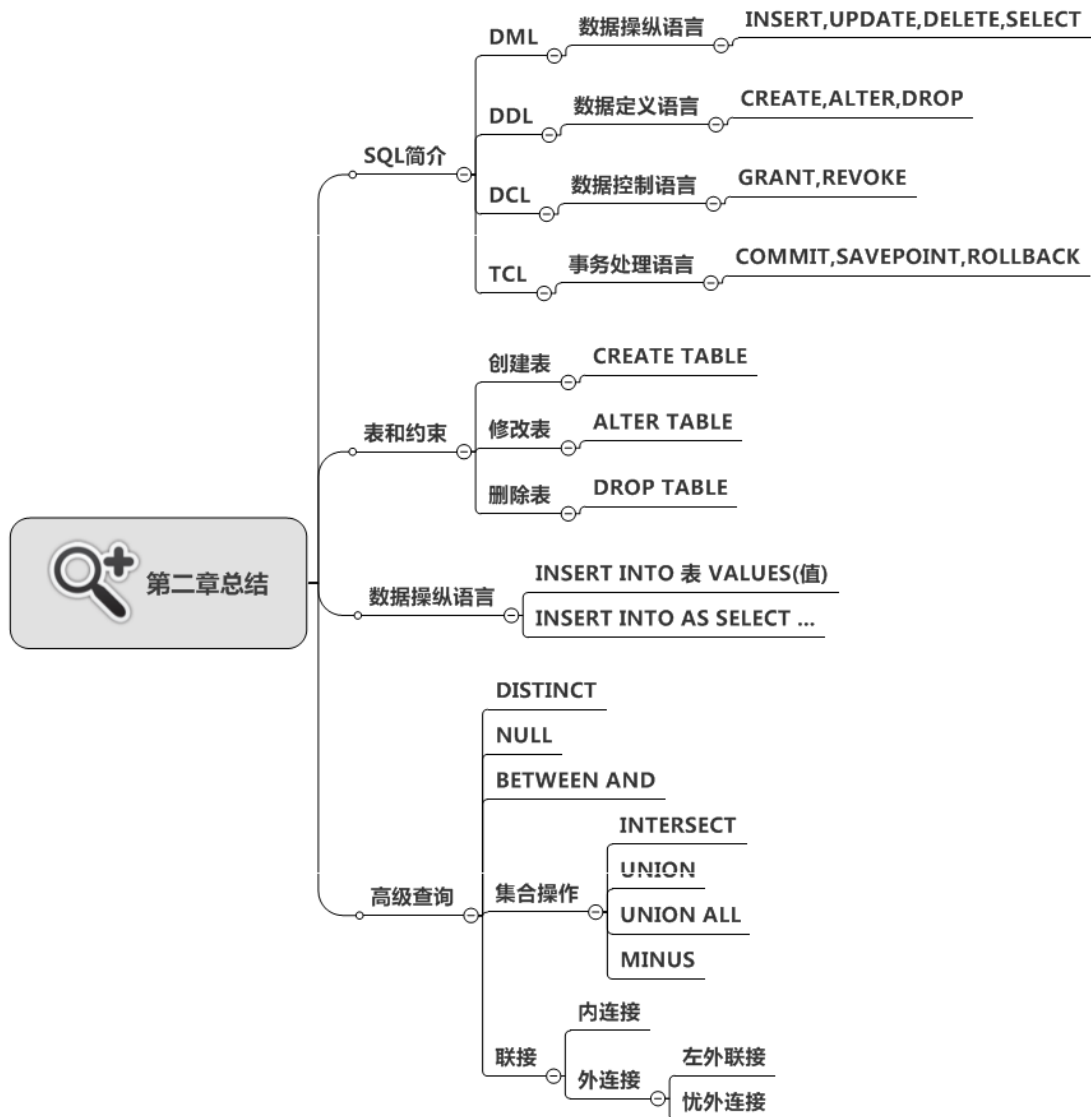 DML
数据操纵语言
INSERT,UPDATE,DELETE,SELECT
DDL
数据定义语言
CREATE,ALTER,DROP
SQL简介
DCL
数据控制语言
GRANT,REVOKE
TCL
事务处理语言
COMMIT,SAVEPOINT,ROLLBACK
创建表
CREATE TABLE
表和约束
修改表
ALTER TABLE
删除表
DROP TABLE
第二章总结
数据操纵语言
INSERT INTO 表 VALUES(值)
INSERT INTO AS SELECT ...
DISTINCT
NULL
BETWEEN AND
高级查询
集合操作
INTERSECT
UNION
UNION ALL
MINUS
联接
内连接
外连接
左外联接
忧外连接